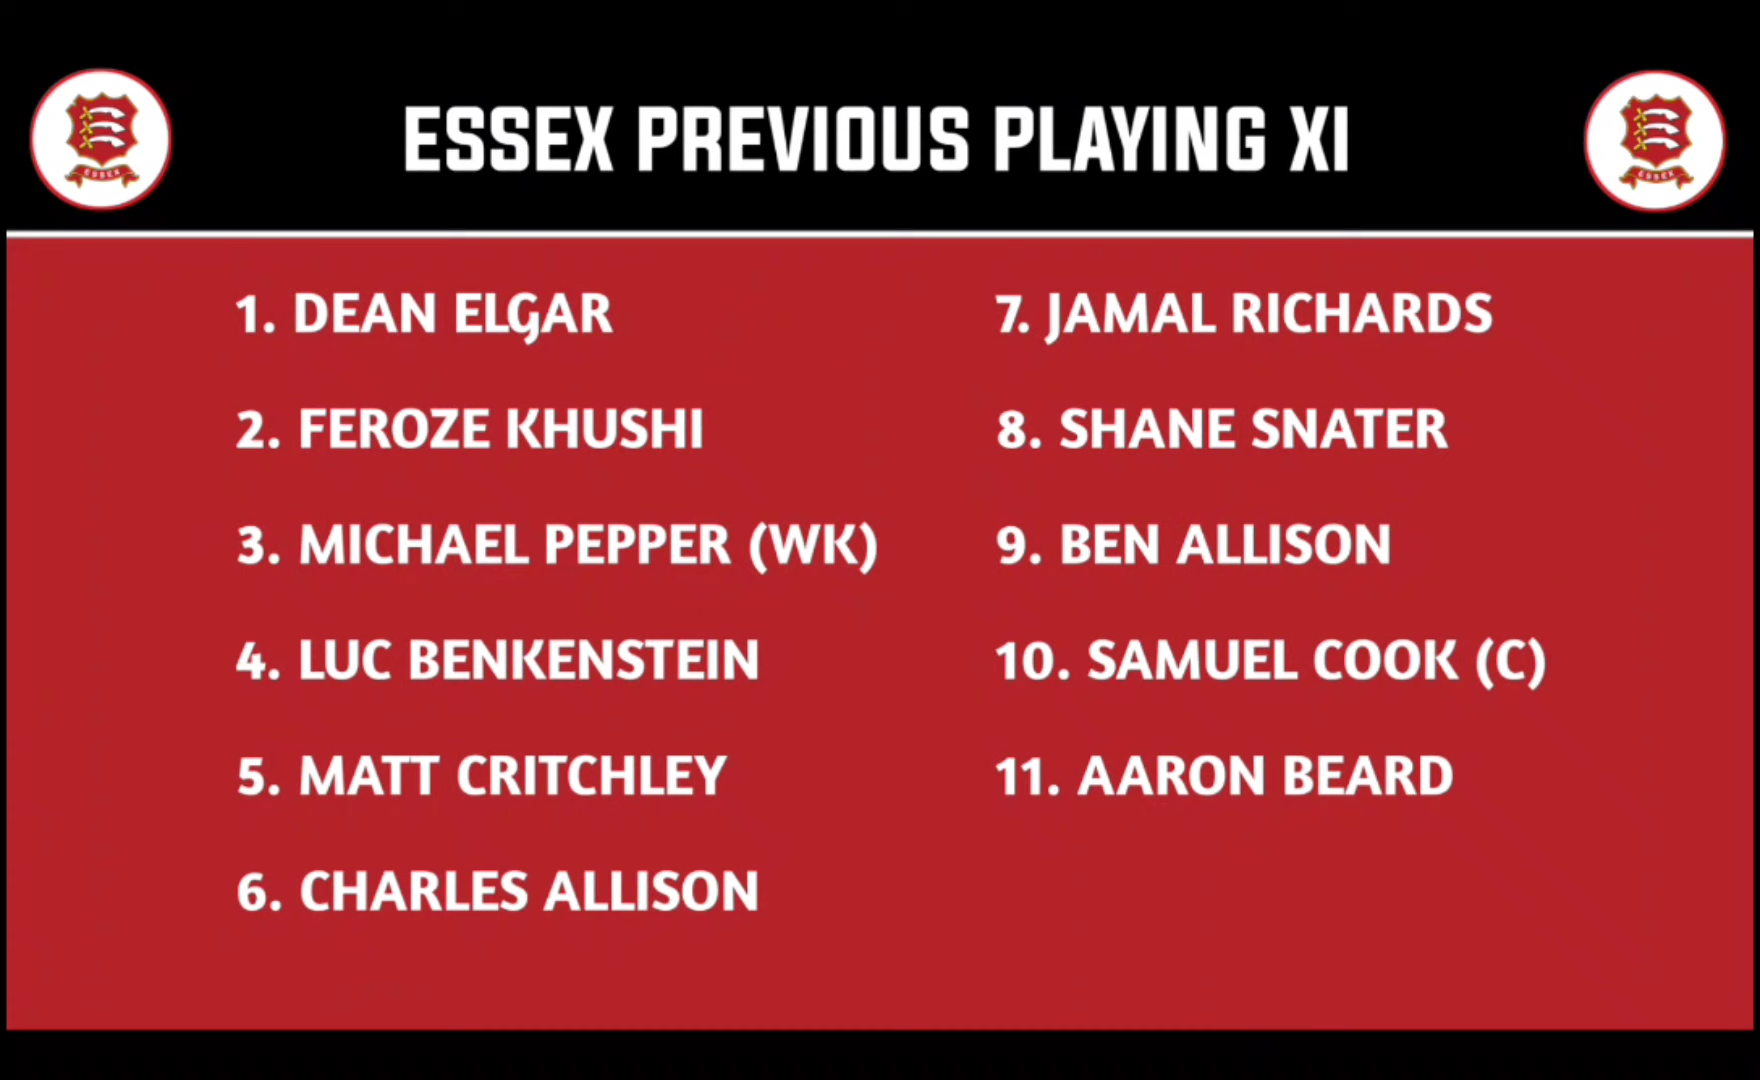 ESSEX PREVIOUS PLAYING XI
1. DEAN ELGAR
2. FEROZE KHUSHI
3. MICHAEL PEPPER (WK)
4. LUC BENKENSTEIN
5. MATT CRITCHLEY
6. CHARLES ALLISON
7. JAMAL RICHARDS
8. SHANE SNATER
9. BEN ALLISON
10. SAMUEL COOK (C)
11. AARON BEARD
ESSEX
ESSEX